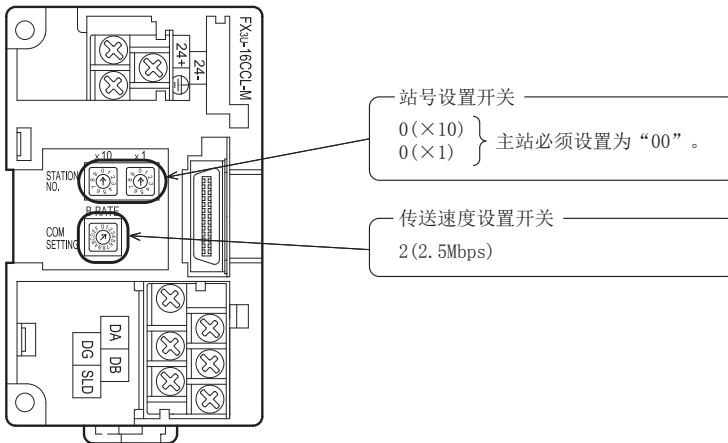 FX3U-16CCL-M
24+
24-
×10 ×1
STATION
NO.
B RATE
COM
SETTING
DA
DB
DG
SLD
站号设置开关
0(×10)
0(×1)
主站必须设置为“00”。
传送速度设置开关
2(2.5Mbps)